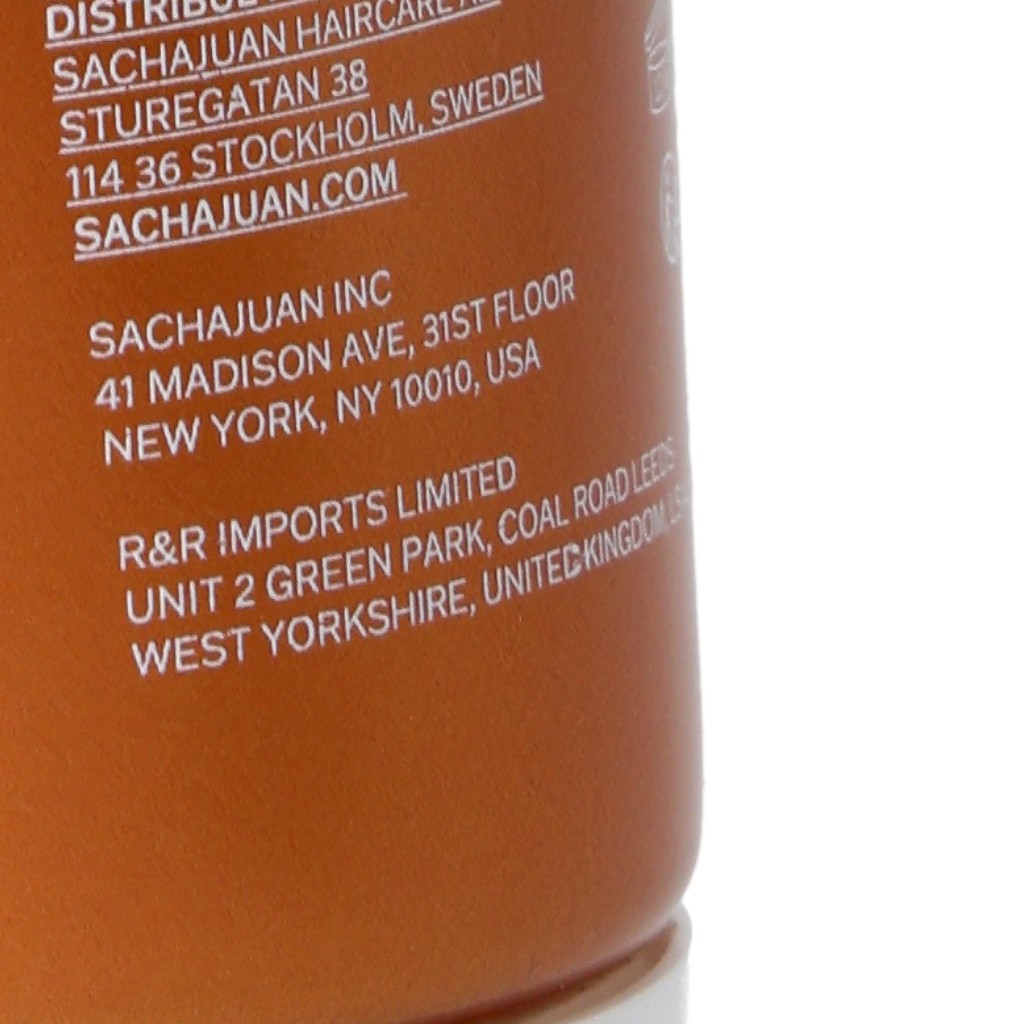 SACHAJUAN HAIRCARE
STUREGATAN 38
114 36 STOCKHOLM, SWEDEN
SACHAJUAN.COM
SACHAJUAN INC
41 MADISON AVE, 31ST FLOOR
NEW YORK, NY 10010, USA
R&R IMPORTS LIMITED
UNIT 2 GREEN PARK, COAL ROAD LEEDS
WEST YORKSHIRE, UNITED KINGDOM,